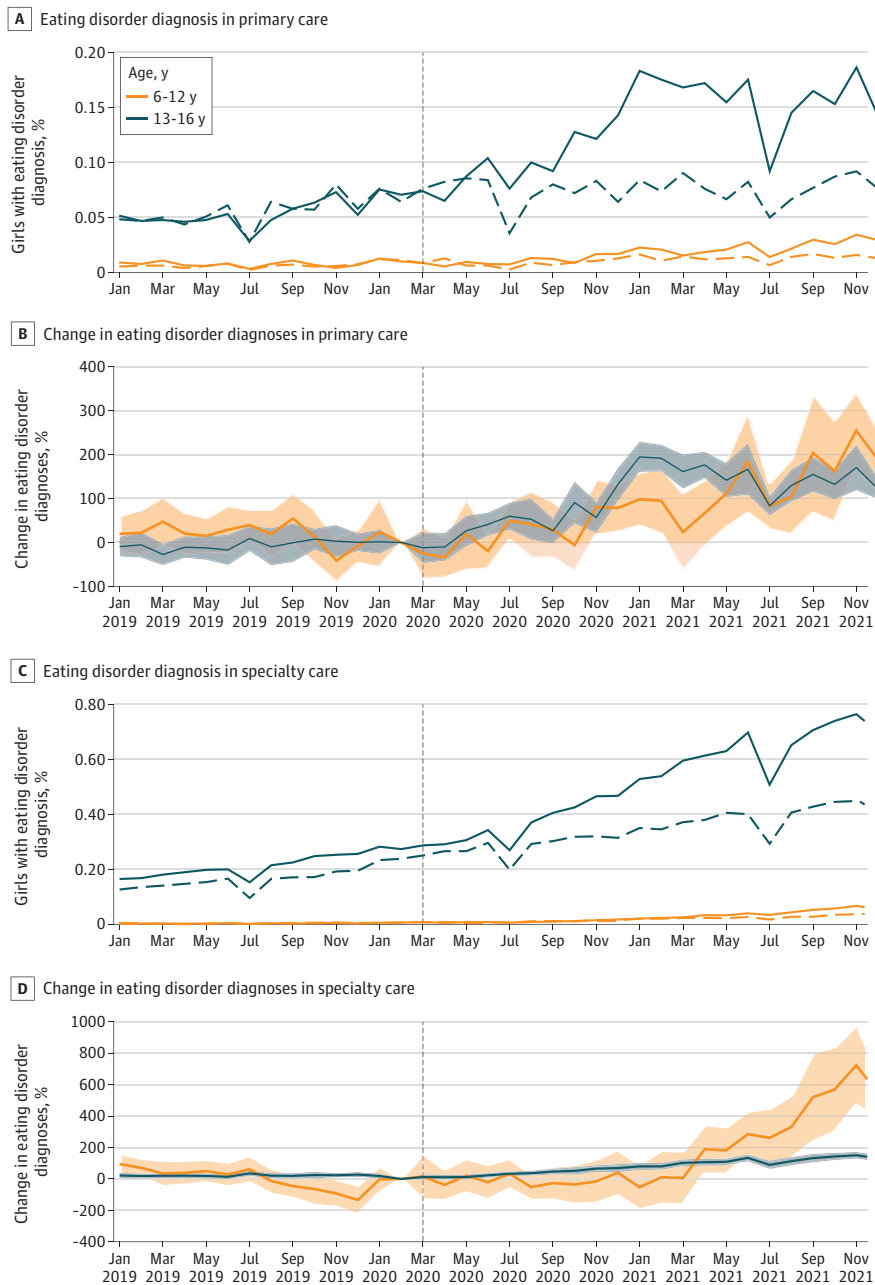 A Eating disorder diagnosis in primary care
Girls with eating disorder
diagnosis, %
0.20
0.15
0.10
0.05
0
Age, y
6-12 y
13-16 y
Jan Mar May Jul Sep Nov Jan Mar May Jul Sep Nov Jan Mar May Jul Sep Nov
B Change in eating disorder diagnoses in primary care
Change in eating disorder
diagnoses, %
400
300
200
100
0
-100
Jan Mar May Jul Sep Nov Jan Mar May Jul Sep Nov Jan Mar May Jul Sep Nov
2019 2019 2019 2019 2019 2019 2020 2020 2020 2020 2020 2020 2021 2021 2021 2021 2021 2021
C Eating disorder diagnosis in specialty care
Girls with eating disorder
diagnosis, %
0.80
0.60
0.40
0.20
0
Jan Mar May Jul Sep Nov Jan Mar May Jul Sep Nov Jan Mar May Jul Sep Nov
D Change in eating disorder diagnoses in specialty care
Change in eating disorder
diagnoses, %
1000
800
600
400
200
0
-200
-400
Jan Mar May Jul Sep Nov Jan Mar May Jul Sep Nov Jan Mar May Jul Sep Nov
2019 2019 2019 2019 2019 2019 2020 2020 2020 2020 2020 2020 2021 2021 2021 2021 2021 2021